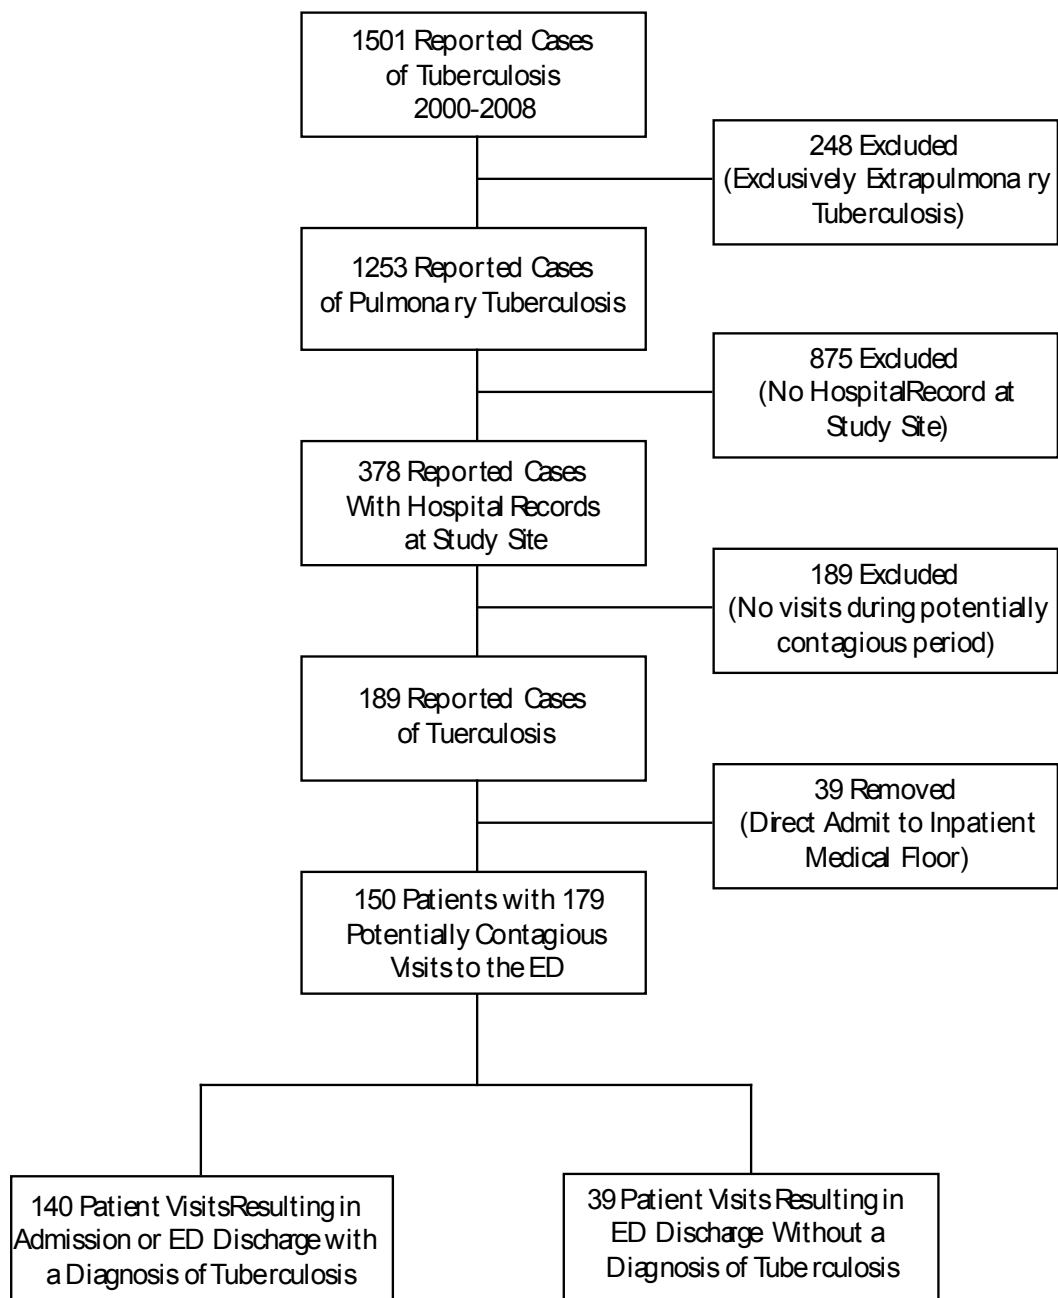 1501 Reported Cases
of Tuberculosis
2000-2008
248 Excluded
(Exclusively Extrapulmonary
Tuberculosis)
1253 Reported Cases
of Pulmonary Tuberculosis
875 Excluded
(No Hospital Record at
Study Site)
378 Reported Cases
With Hospital Records
at Study Site
189 Excluded
(No visits during potentially
contagious period)
189 Reported Cases
of Tuerculosis
39 Removed
(Direct Admit to Inpatient
Medical Floor)
150 Patients with 179
Potentially Contagious
Visits to the ED
140 Patient Visits Resulting in
Admission or ED Discharge with
a Diagnosis of Tuberculosis
39 Patient Visits Resulting in
ED Discharge Without a
Diagnosis of Tuberculosis